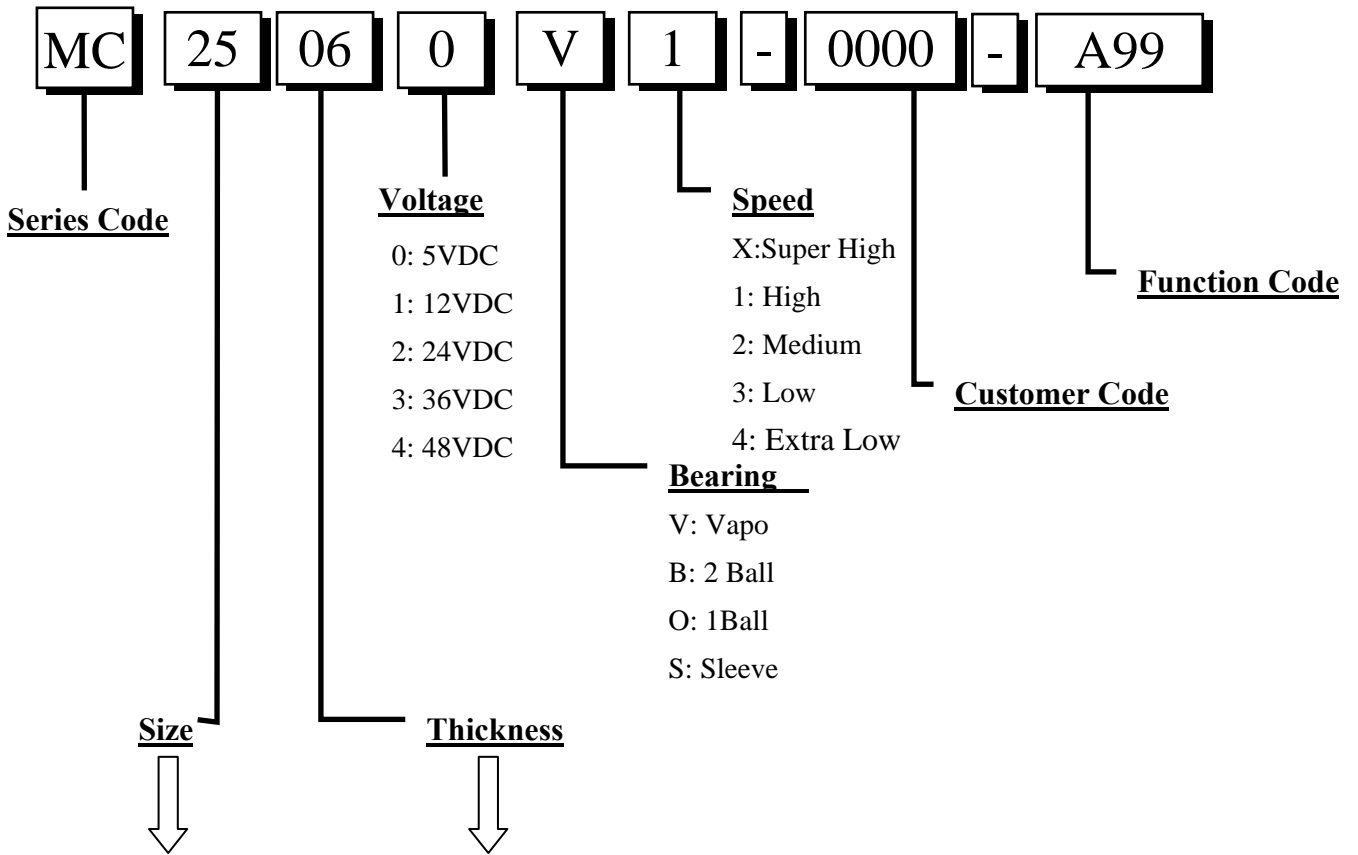 MC 25 06 0 V 1 - 0000 - A99
Series Code
Voltage
0: 5VDC
1: 12VDC
2: 24VDC
3: 36VDC
4: 48VDC
Speed
X:Super High
1: High
2: Medium
3: Low
4: Extra Low
Function Code
Customer Code
Bearing
V: Vapo
B: 2 Ball
O: 1Ball
S: Sleeve
Size
Thickness